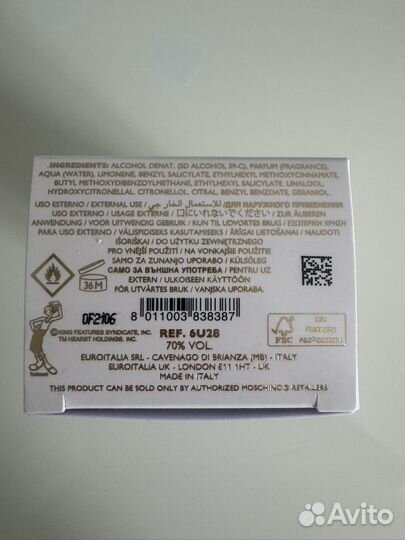 INGREDIENTS: ALCOHOL DENAT. (SD ALCOHOL 39-C), PARFUM (FRAGRANCE),
AQUA (WATER), LIMONENE, BENZYL SALICYLATE, ETHYLHEXYL METHOXYCINNAMATE,
BUTYL METHOXYDIBENZOYLMETHANE, ETHYLHEXYL SALICYLATE, LINALOOL,
HYDROXYCITRONELLAL, CITRONELLOL, CITRAL, BENZYL BENZOATE, GERANIOL.
USO ESTERNO / EXTERNAL USE / للاستعمال الخارجي / ДЛЯ НАРУЖНОГО ПРИМЕНЕНИЯ
USO EXTERNO / USAGE EXTERNE / 口にいれないでください / ZUR ÄUßEREN
ANWENDUNG / VOOR UITWENDIG GEBRUIK / KUN TIL UDVORTES BRUG / ΕΞΩΤΕΡΙΚΗ ΧΡΗΣΗ
PARA USO EXTERNO / VÄLISPIDISEKS KASUTAMISEKS / ĀRĪGAI LIETOŠANAI / NAUDOTI
IŠORIŠKAI / DO UŻYTKU ZEWNĘTRZNEGO
PRO VNĚJŠÍ POUŽITÍ / NA VONKAJŠIE POUŽITIE
SAMO ZA ZUNANJO UPORABO / KÜLSŐLEG
САМО ЗА ВЪНШНА УПОТРЕБА / PENTRU UZ
EXTERN / ULKOISEEN KÄYTTÖÖN
FÖR UTVÄRTES BRUK / VANJSKA UPORABA.
36 M
DF2106
8 011003 838387
©KING FEATURES SYNDICATE, INC.
TM HEARST HOLDINGS, INC.
REF. 6U28
70% VOL.
FSC
EUROITALIA SRL - CAVENAGO DI BRIANZA (MB) - ITALY
EUROITALIA UK - LONDON E11 1HT - UK
MADE IN ITALY
THIS PRODUCT CAN BE SOLD ONLY BY AUTHORIZED MOSCHINO RETAILERS
Avito